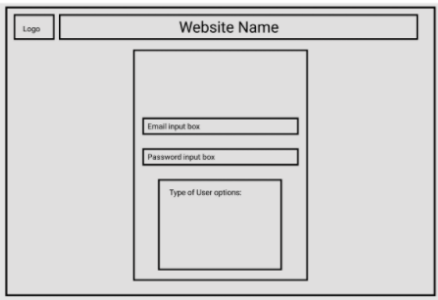 Logo
Website Name
Email input box
Password input box
Type of User options: